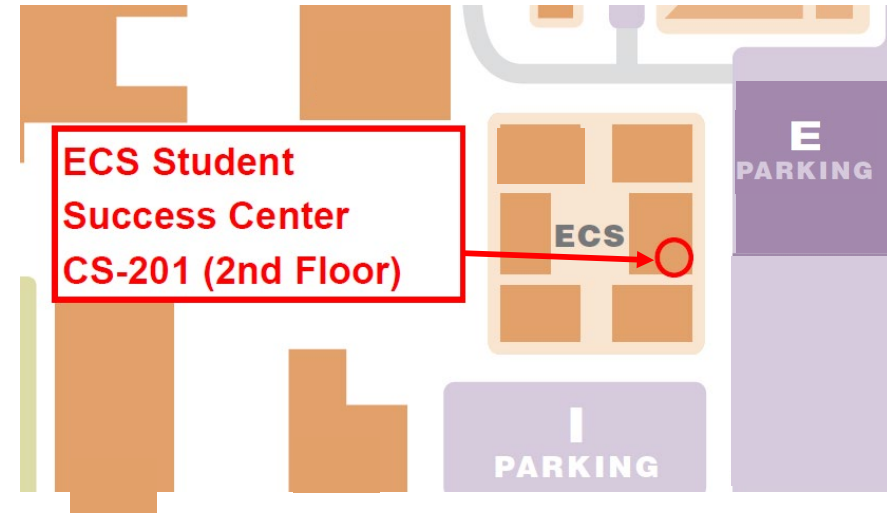 ECS Student
Success Center
CS-201 (2nd Floor)
ECS
E
PARKING
I
PARKING